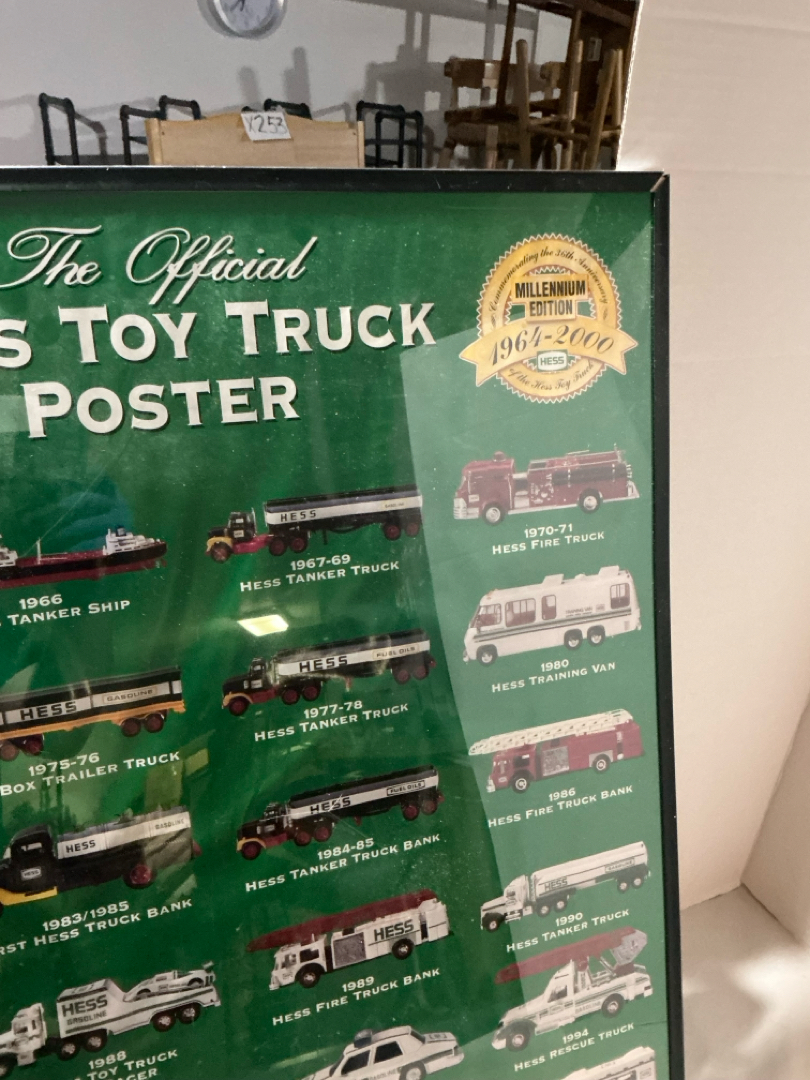 X253
The Official
S TOY TRUCK
POSTER
Commemorating the 36th Anniversary
MILLENNIUM
EDITION
1964-2000
HESS
of the Hess Toy Truck
HESS
1966
TANKER SHIP
1967-69
HESS TANKER TRUCK
1970-71
HESS FIRE TRUCK
HESS GASOLINE
1975-76
BOX TRAILER TRUCK
HESS FUEL OILS
1977-78
HESS TANKER TRUCK
1980
HESS TRAINING VAN
HESS GASOLINE
1983/1985
RST HESS TRUCK BANK
HESS FUEL OILS
1984-85
HESS TANKER TRUCK BANK
1986
HESS FIRE TRUCK BANK
HESS
GASOLINE
1988
TOY TRUCK
HESS
1989
HESS FIRE TRUCK BANK
HESS
1990
HESS TANKER TRUCK
1994
HESS RESCUE TRUCK